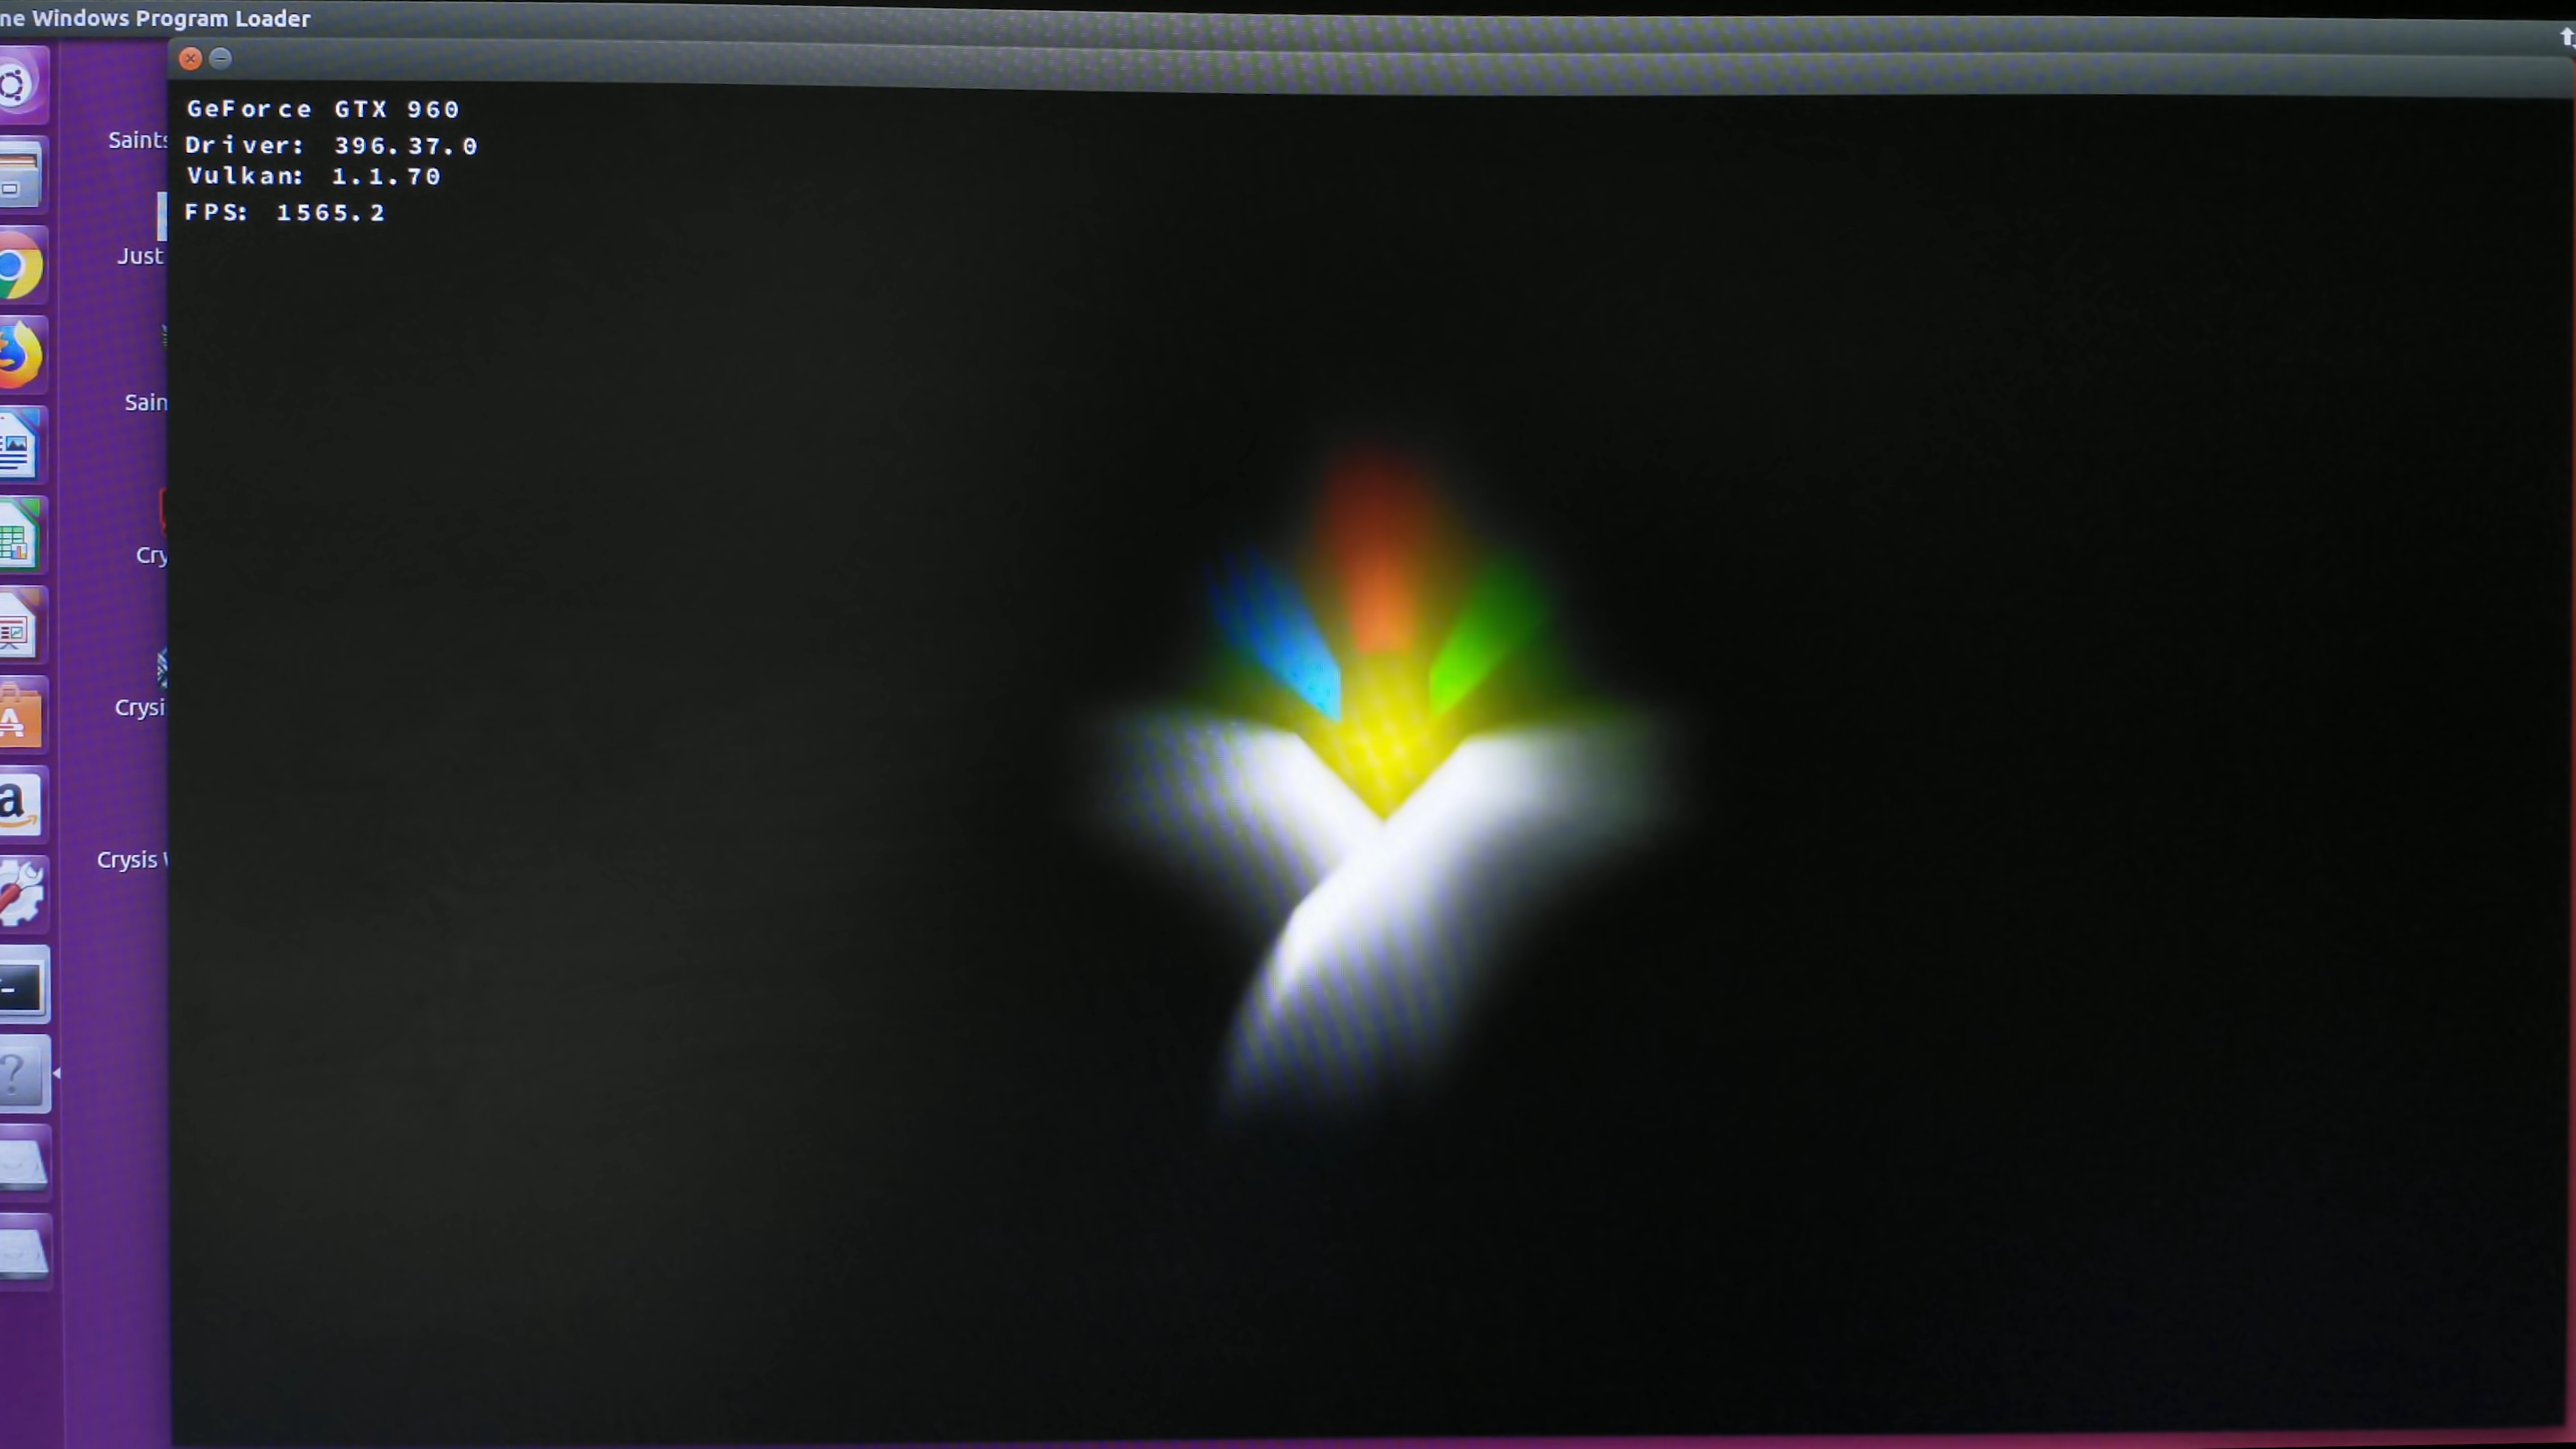 ne Windows Program Loader
GeForce GTX 960
Driver: 396.37.0
Vulkan: 1.1.70
FPS: 1565.2
Saints
Just
Sain
Cry
Crysi
Crysis